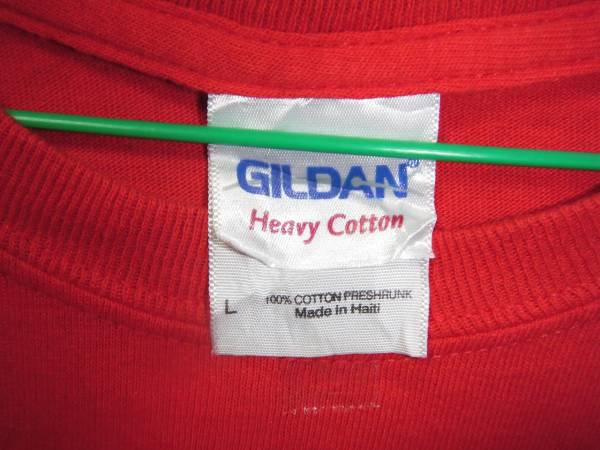 GILDAN®
Heavy Cotton
L 100% COTTON PRESHRUNK
Made in Haiti